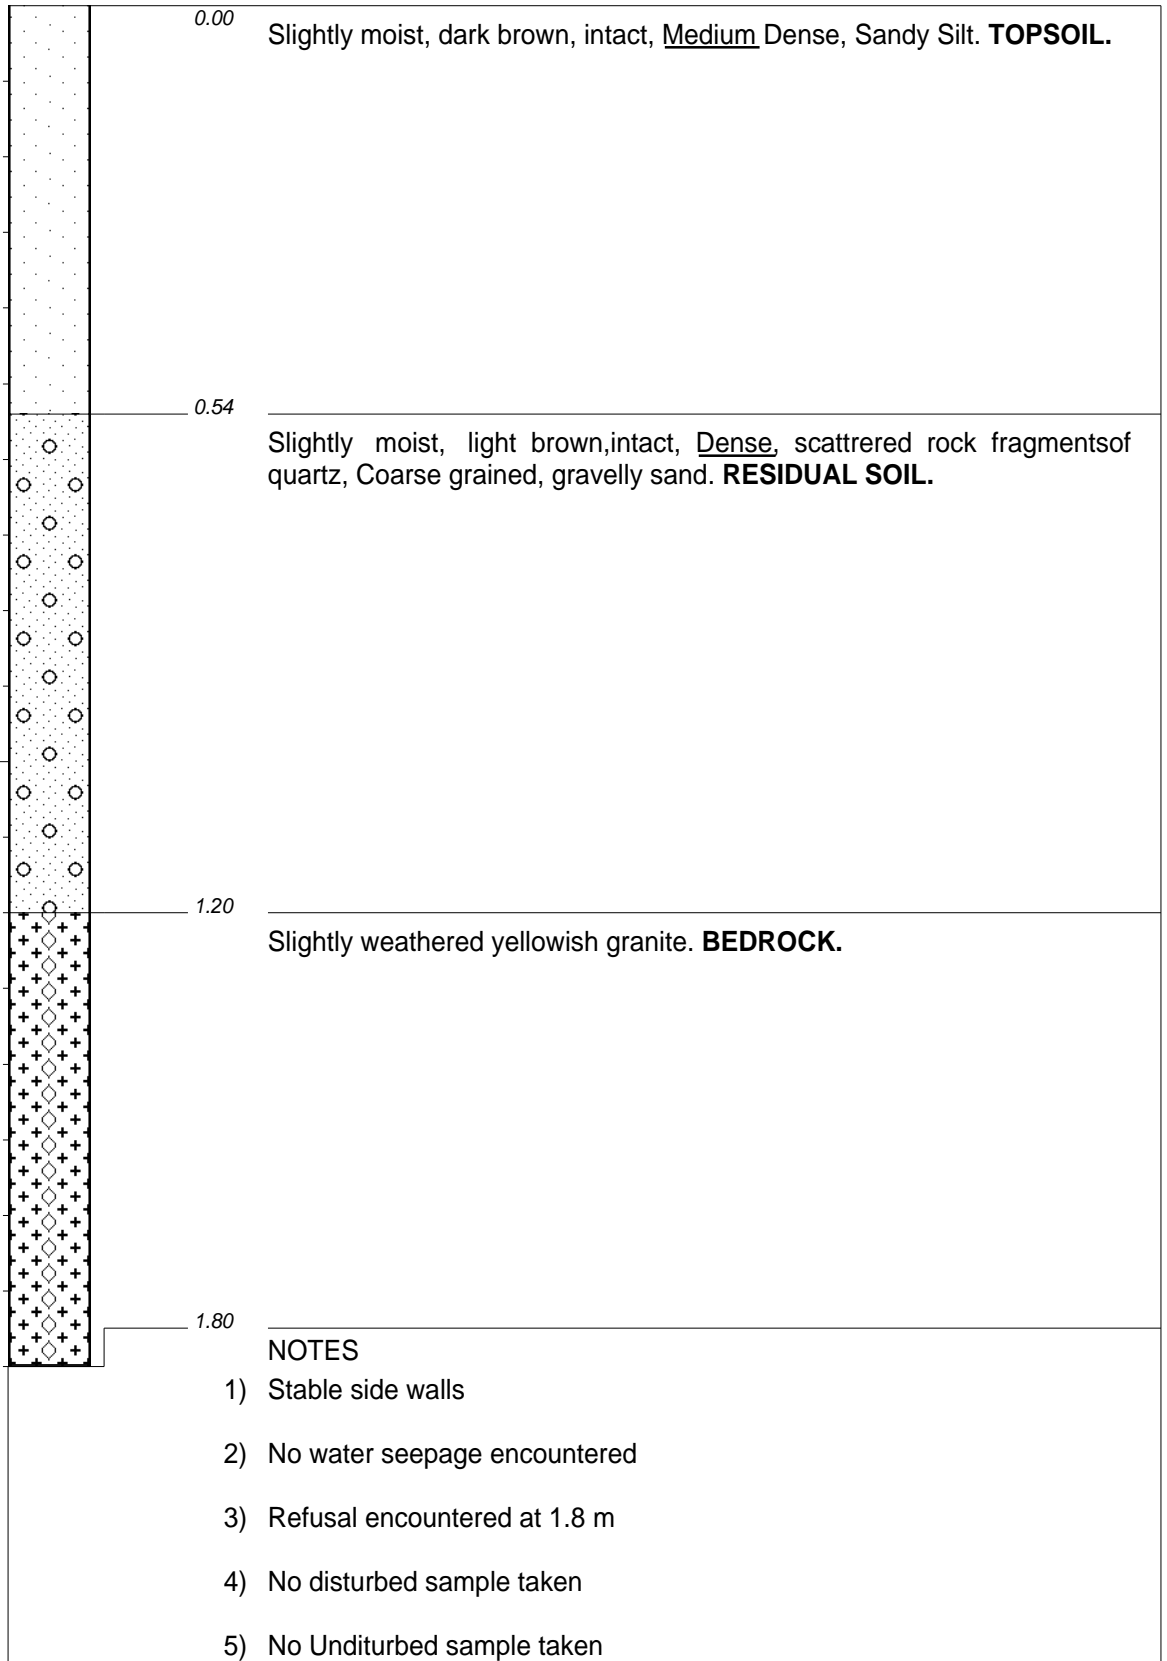 0.00
Slightly moist, dark brown, intact, Medium Dense, Sandy Silt. TOPSOIL.
0.54
Slightly moist, light brown,intact, Dense, scattrered rock fragmentsof
quartz, Coarse grained, gravelly sand. RESIDUAL SOIL.
1.20
Slightly weathered yellowish granite. BEDROCK.
1.80
NOTES
1) Stable side walls
2) No water seepage encountered
3) Refusal encountered at 1.8 m
4) No disturbed sample taken
5) No Unditurbed sample taken